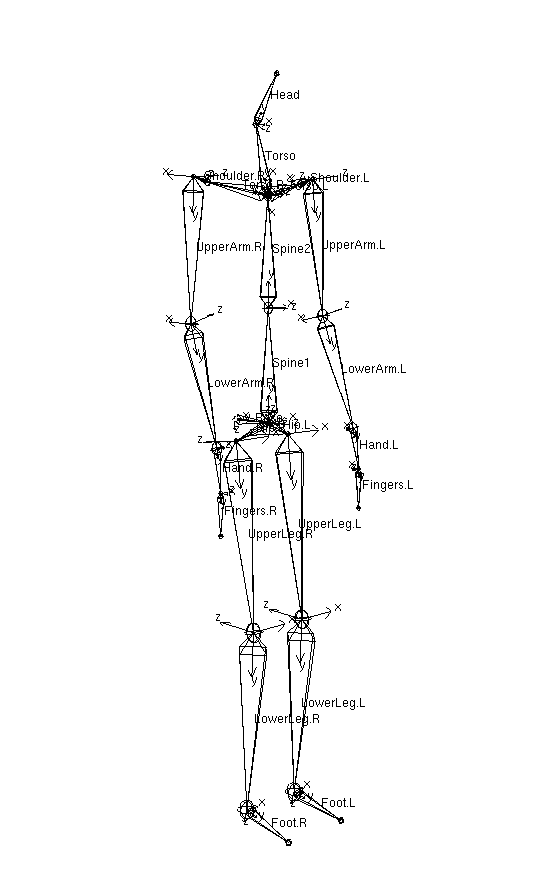 Head
Torso
Shoulder.R
Shoulder.L
UpperArm.R
Spine2
UpperArm.L
Spine1
LowerArm.R
LowerArm.L
Hip.L
Hand.L
Hand.R
Fingers.L
Fingers.R
UpperLeg.L
UpperLeg.R
LowerLeg.L
LowerLeg.R
Foot.L
Foot.R